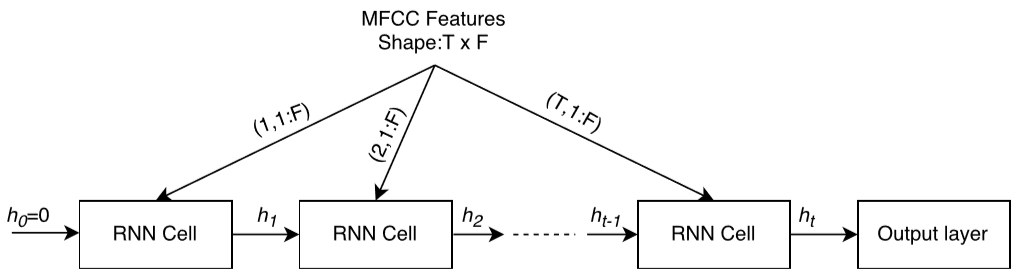 MFCC Features
Shape:T x F
(1,1:F)
(2,1:F)
(T,1:F)
h₀=0
RNN Cell
h₁
RNN Cell
h₂
hₜ₋₁
RNN Cell
hₜ
Output layer